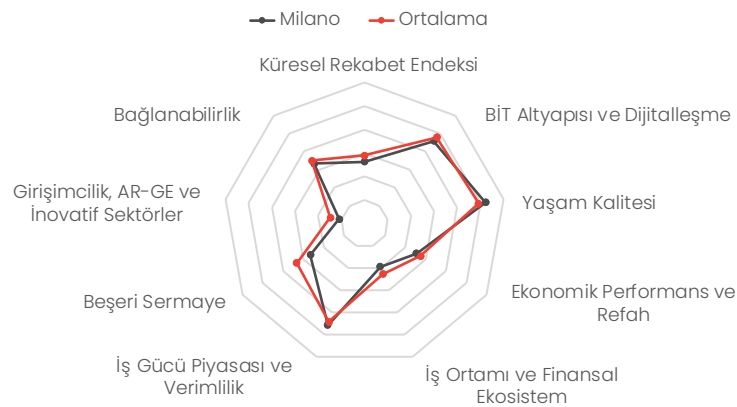 Milano
Ortalama
Küresel Rekabet Endeksi
Bağlanabilirlik
BİT Altyapısı ve Dijitalleşme
Girişimcilik, AR-GE ve
İnovatif Sektörler
Yaşam Kalitesi
Beşeri Sermaye
Ekonomik Performans ve
Refah
İş Gücü Piyasası ve
Verimlilik
İş Ortamı ve Finansal
Ekosistem